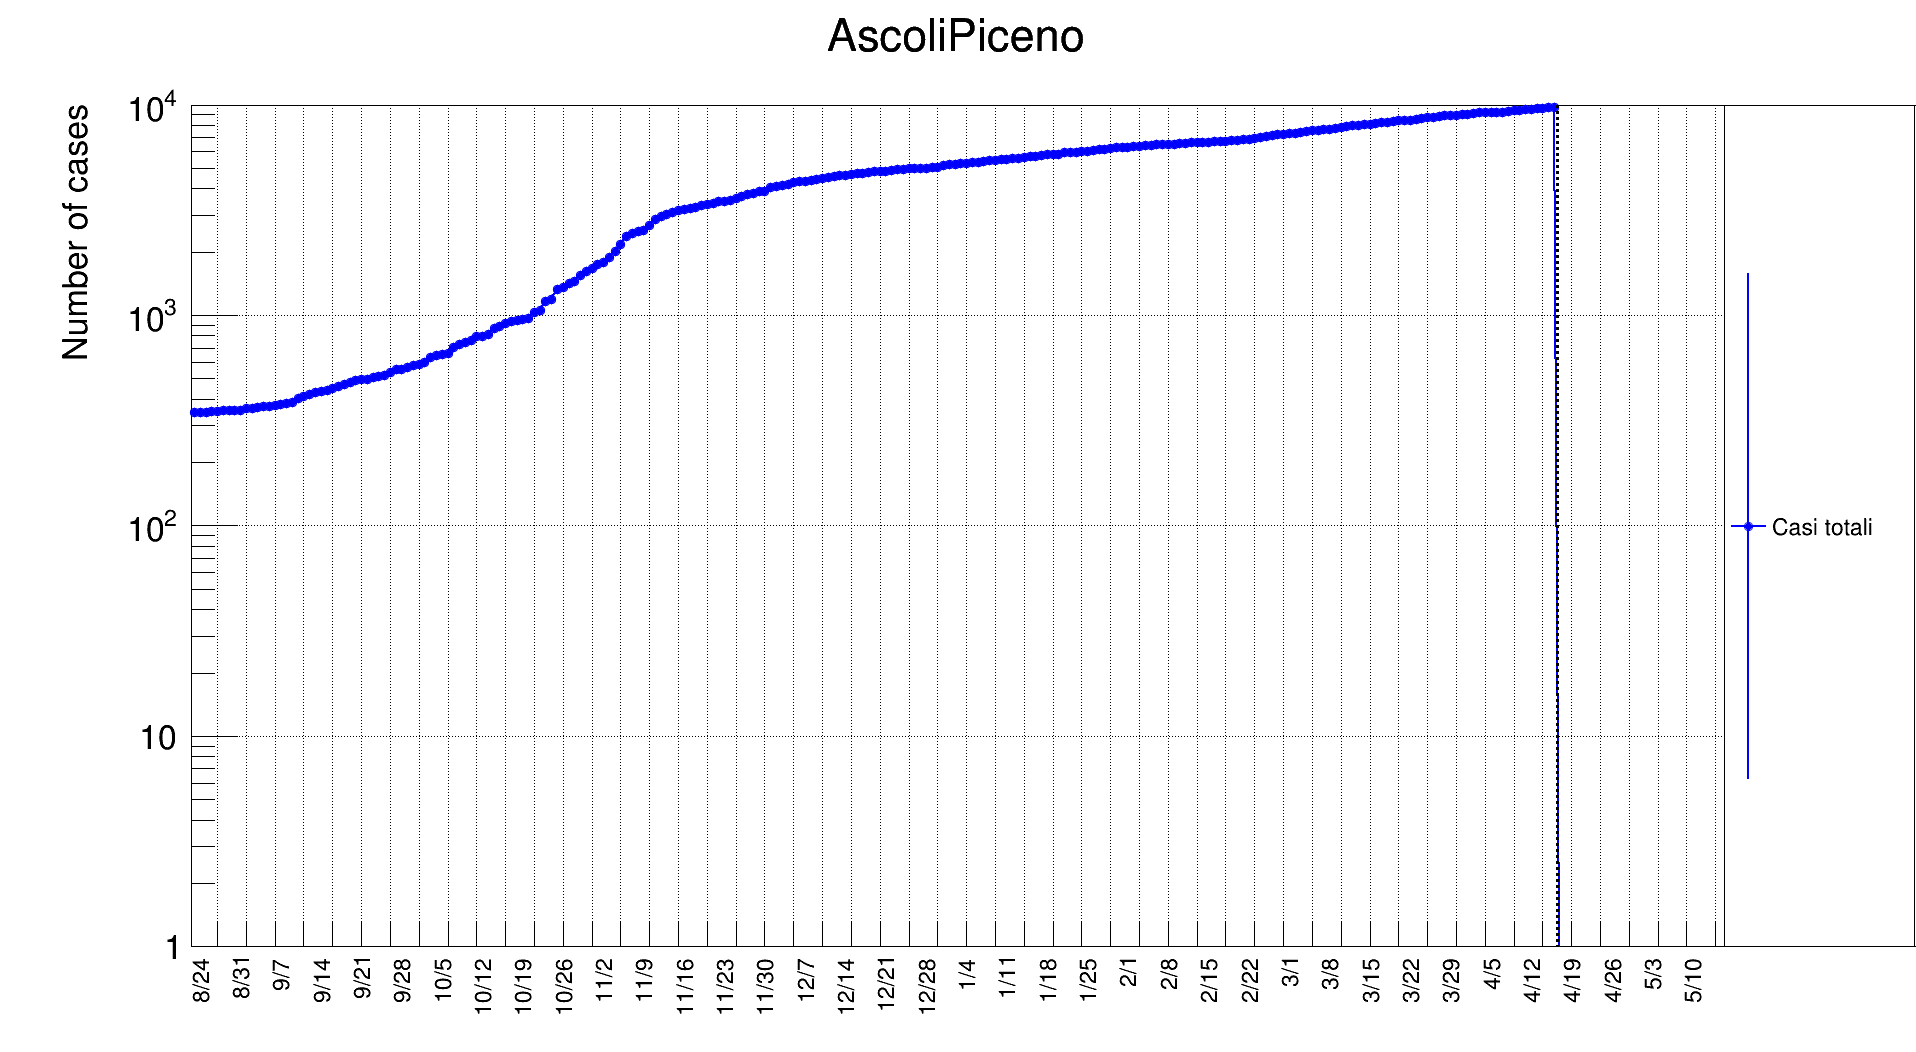 AscoliPiceno
Number of cases
10^4
10^3
10^2
10
1
8/24 8/31 9/7 9/14 9/21 9/28 10/5 10/12 10/19 10/26 11/2 11/9 11/16 11/23 11/30 12/7 12/14 12/21 12/28 1/4 1/11 1/18 1/25 2/1 2/8 2/15 2/22 3/1 3/8 3/15 3/22 3/29 4/5 4/12 4/19 4/26 5/3 5/10
Casi totali